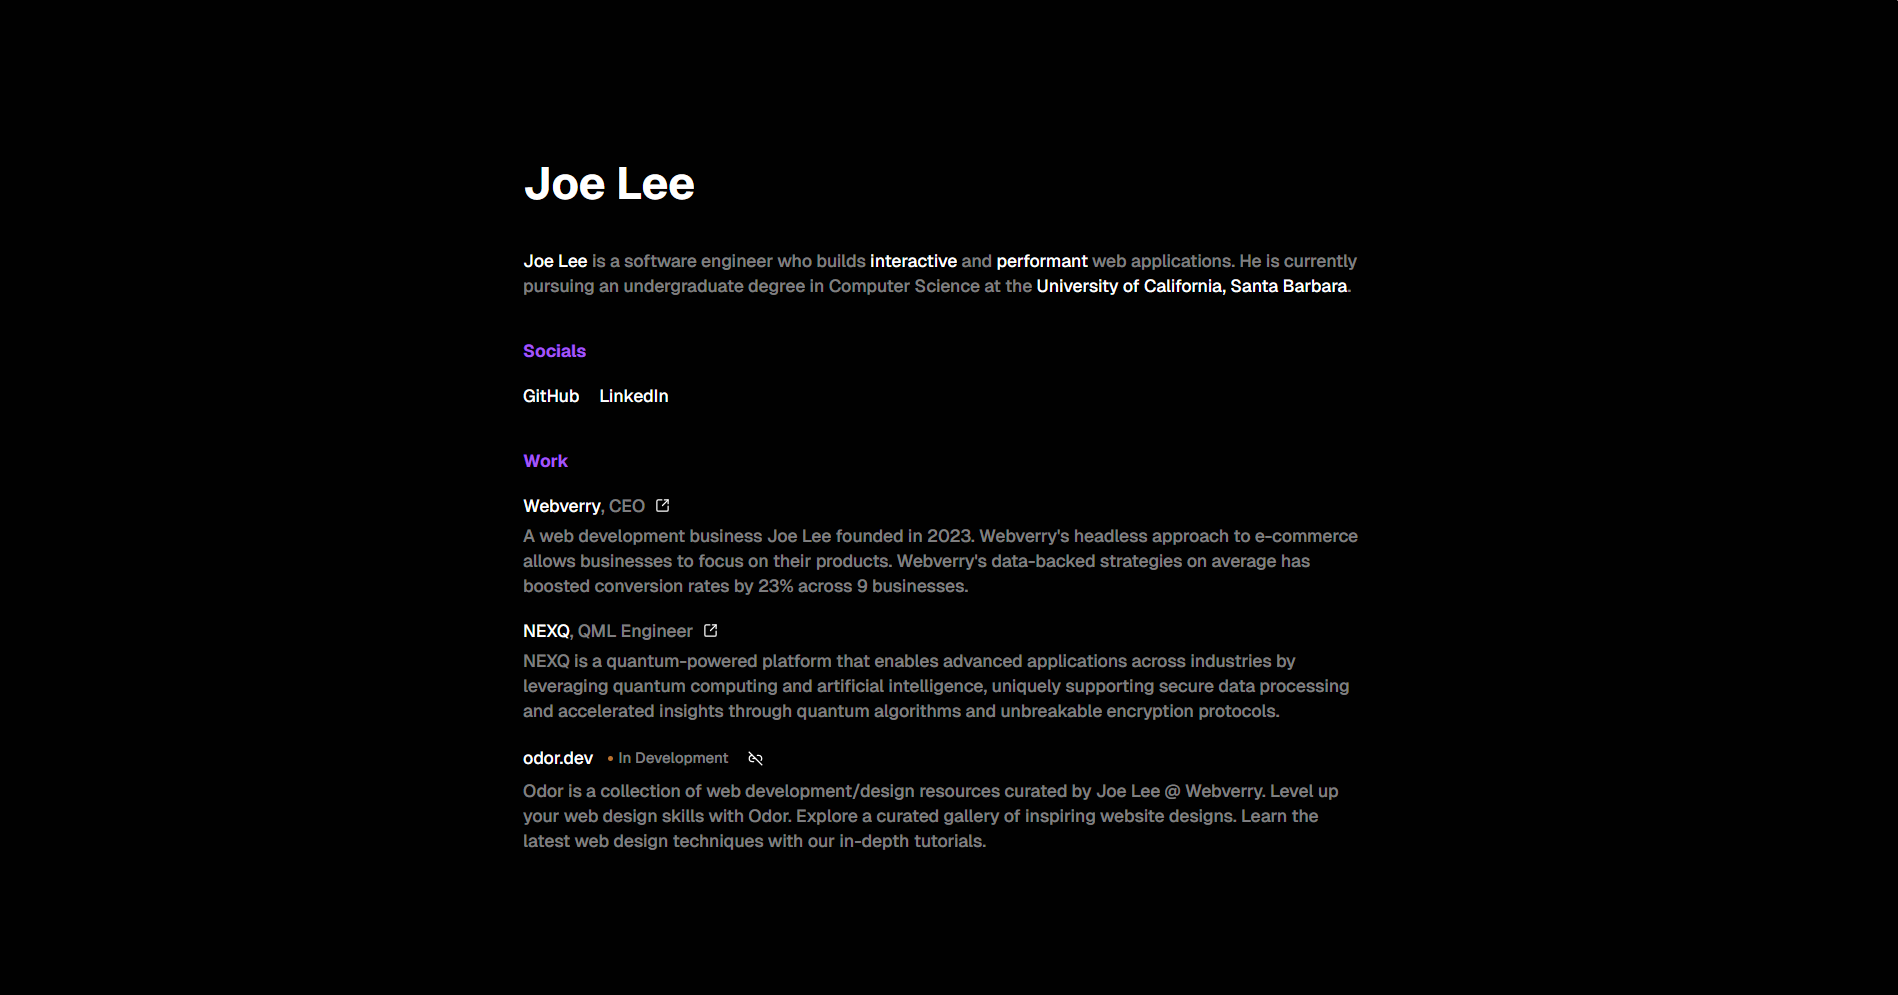 Joe Lee
Joe Lee is a software engineer who builds interactive and performant web applications. He is currently
pursuing an undergraduate degree in Computer Science at the University of California, Santa Barbara.
Socials
GitHub LinkedIn
Work
Webverry, CEO
A web development business Joe Lee founded in 2023. Webverry's headless approach to e-commerce
allows businesses to focus on their products. Webverry's data-backed strategies on average has
boosted conversion rates by 23% across 9 businesses.
NEXQ, QML Engineer
NEXQ is a quantum-powered platform that enables advanced applications across industries by
leveraging quantum computing and artificial intelligence, uniquely supporting secure data processing
and accelerated insights through quantum algorithms and unbreakable encryption protocols.
odor.dev • In Development
Odor is a collection of web development/design resources curated by Joe Lee @ Webverry. Level up
your web design skills with Odor. Explore a curated gallery of inspiring website designs. Learn the
latest web design techniques with our in-depth tutorials.